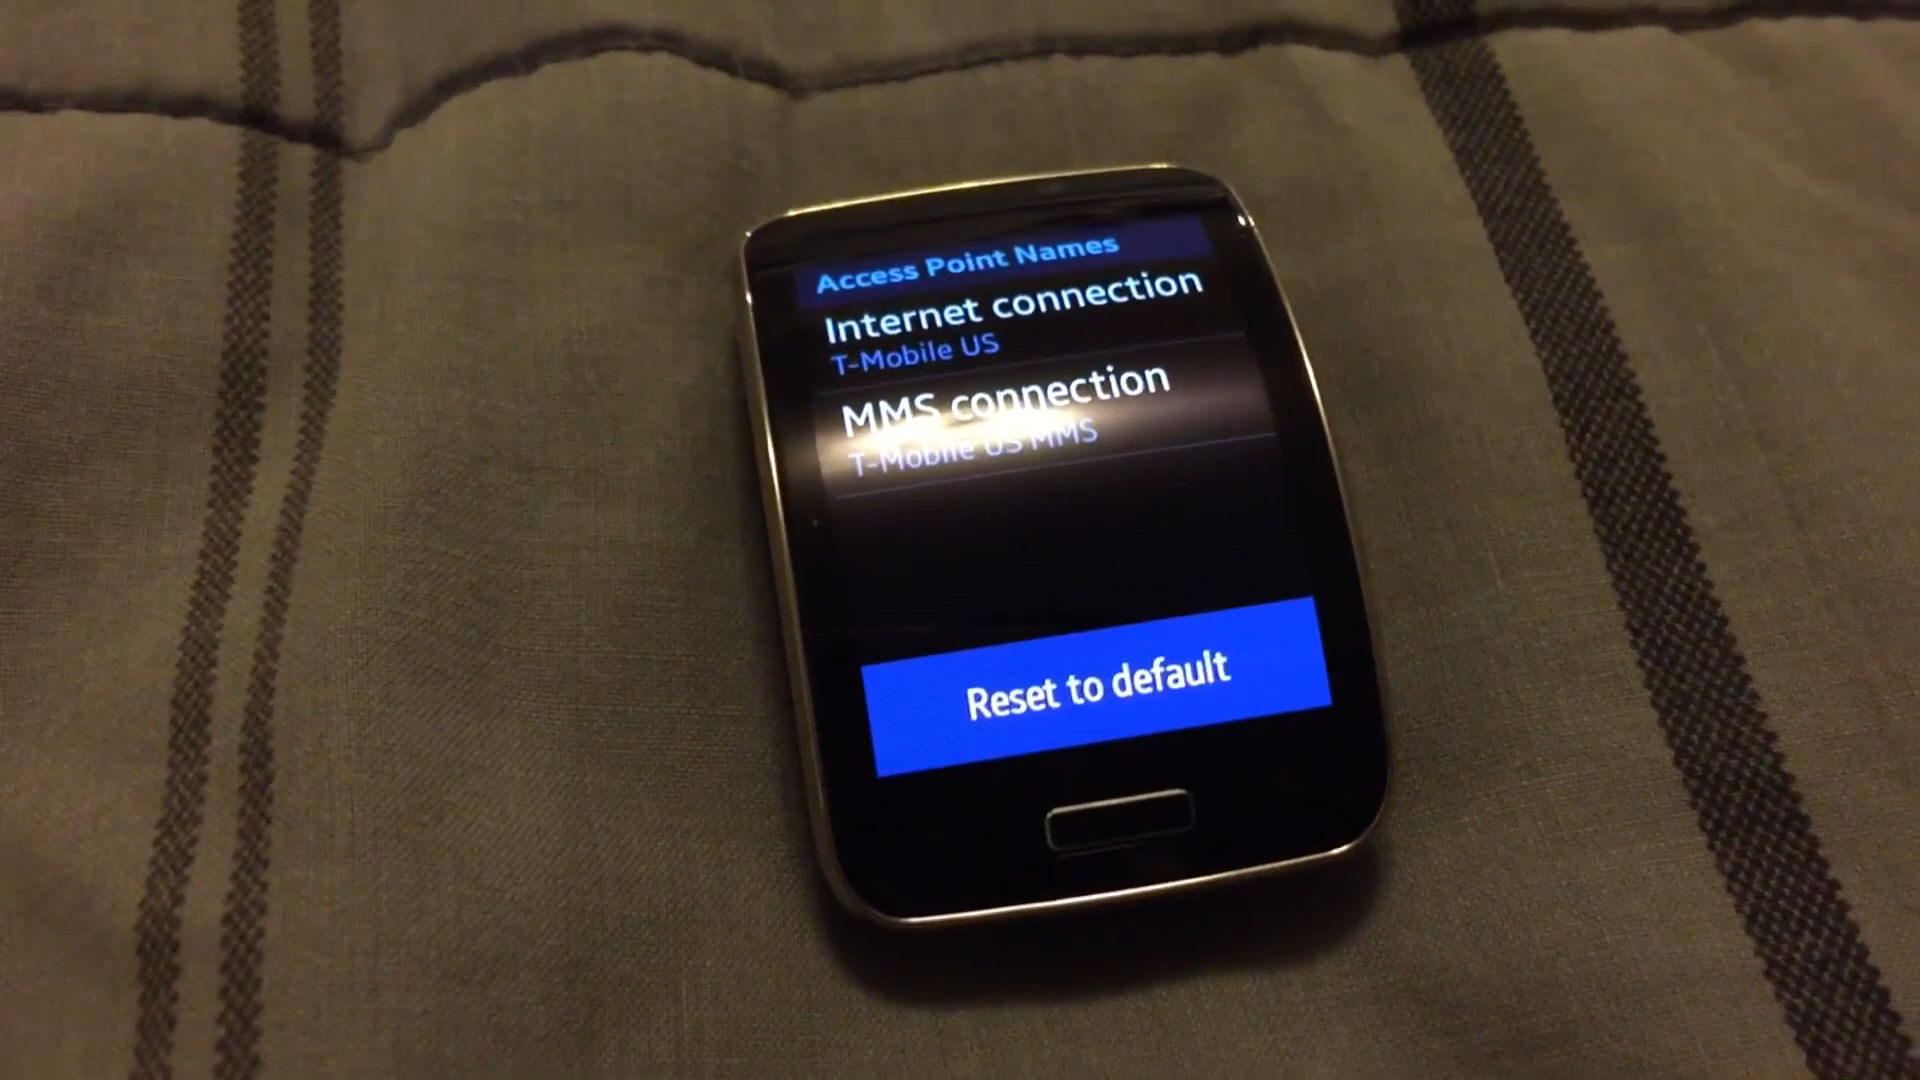 Access Point Names
Internet connection
T-Mobile US
MMS connection
T-Mobile US MMS
Reset to default